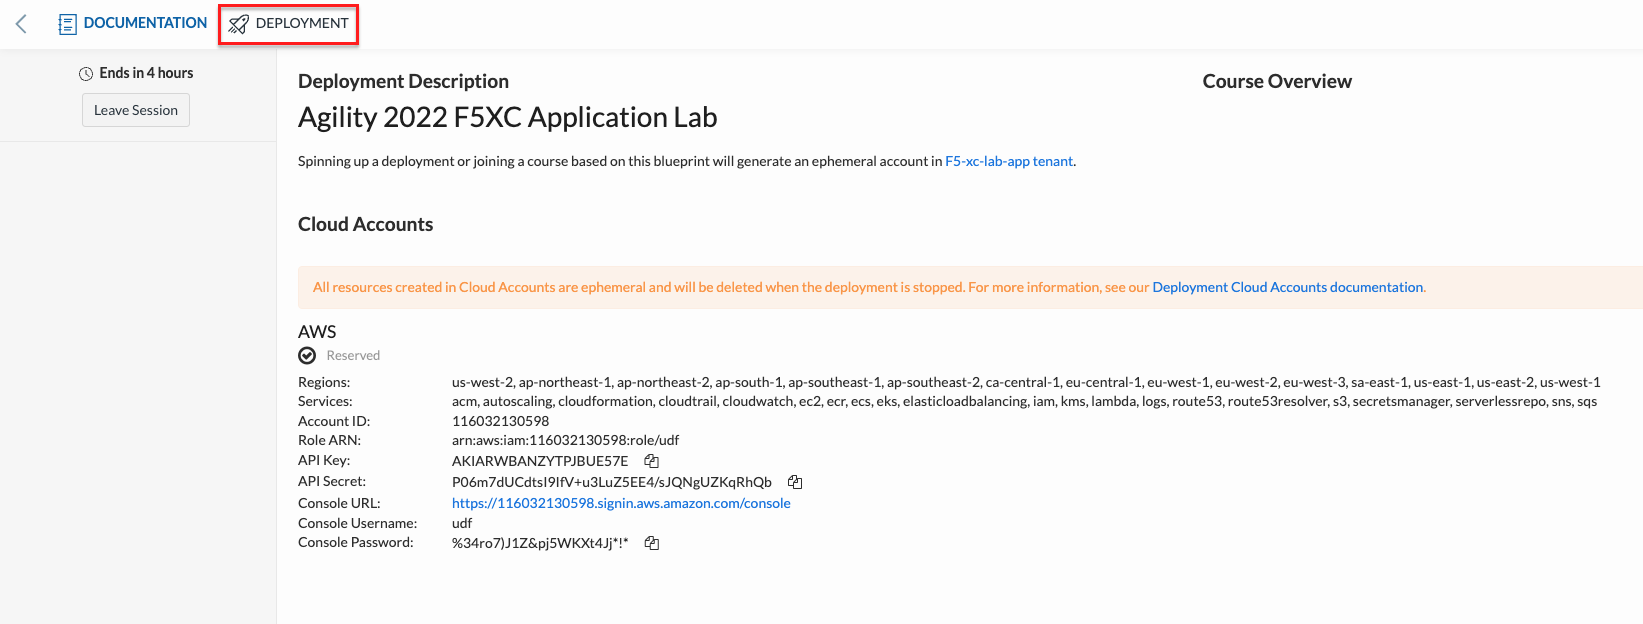 DOCUMENTATION
DEPLOYMENT
Ends in 4 hours
Leave Session
Deployment Description
Course Overview
Agility 2022 F5XC Application Lab
Spinning up a deployment or joining a course based on this blueprint will generate an ephemeral account in F5-xc-lab-app tenant.
Cloud Accounts
All resources created in Cloud Accounts are ephemeral and will be deleted when the deployment is stopped. For more information, see our Deployment Cloud Accounts documentation.
AWS
Reserved
Regions: us-west-2, ap-northeast-1, ap-northeast-2, ap-south-1, ap-southeast-1, ap-southeast-2, ca-central-1, eu-central-1, eu-west-1, eu-west-2, eu-west-3, sa-east-1, us-east-1, us-east-2, us-west-1
Services: acm, autoscaling, cloudformation, cloudtrail, cloudwatch, ec2, ecr, ecs, eks, elasticloadbalancing, iam, kms, lambda, logs, route53, route53resolver, s3, secretsmanager, serverlessrepo, sns, sqs
Account ID: 116032130598
Role ARN: arn:aws:iam:116032130598:role/udf
API Key: AKIARWBANZYTPJBUE57E
API Secret: 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
Console URL: https://116032130598.signin.aws.amazon.com/console
Console Username: udf
Console Password: %34ro7)J1Z&pj5WKXt4Jj*!*